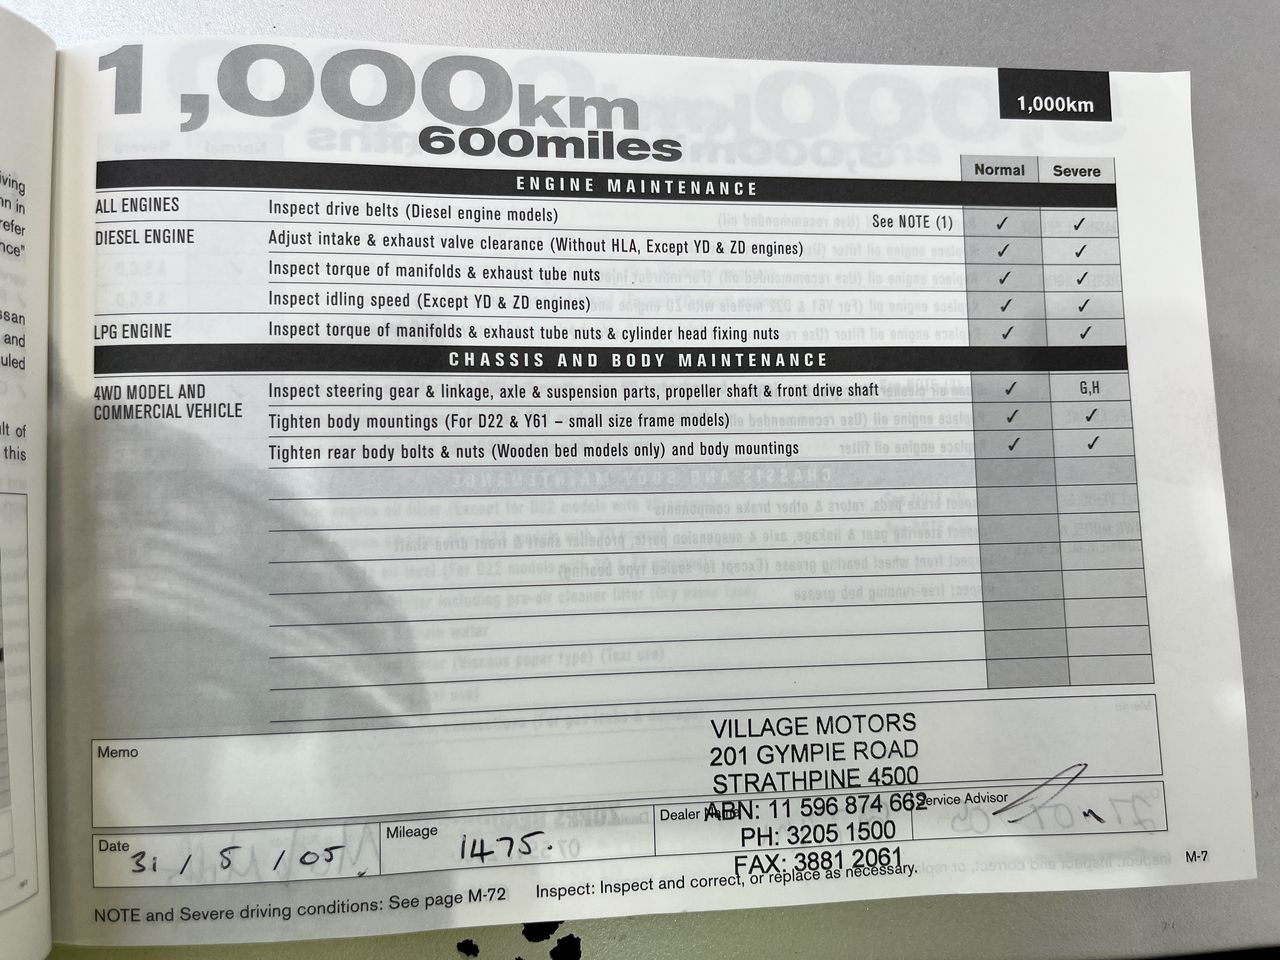 1,000km
600miles
1,000km
Normal Severe
ENGINE MAINTENANCE
ALL ENGINES Inspect drive belts (Diesel engine models) See NOTE (1) ✓ ✓
DIESEL ENGINE Adjust intake & exhaust valve clearance (Without HLA, Except YD & ZD engines) ✓ ✓
Inspect torque of manifolds & exhaust tube nuts ✓ ✓
Inspect idling speed (Except YD & ZD engines) ✓ ✓
LPG ENGINE Inspect torque of manifolds & exhaust tube nuts & cylinder head fixing nuts ✓ ✓
CHASSIS AND BODY MAINTENANCE
4WD MODEL AND
COMMERCIAL VEHICLE
Inspect steering gear & linkage, axle & suspension parts, propeller shaft & front drive shaft ✓ G,H
Tighten body mountings (For D22 & Y61 – small size frame models) ✓ ✓
Tighten rear body bolts & nuts (Wooden bed models only) and body mountings ✓ ✓
Memo
VILLAGE MOTORS
201 GYMPIE ROAD
STRATHPINE 4500
ABN: 11 596 874 662
PH: 3205 1500
FAX: 3881 2061
Date 31 / 5 / 05
Mileage 1475.
Dealer Name
Service Advisor
NOTE and Severe driving conditions: See page M-72 Inspect: Inspect and correct, or replace as necessary.
M-7